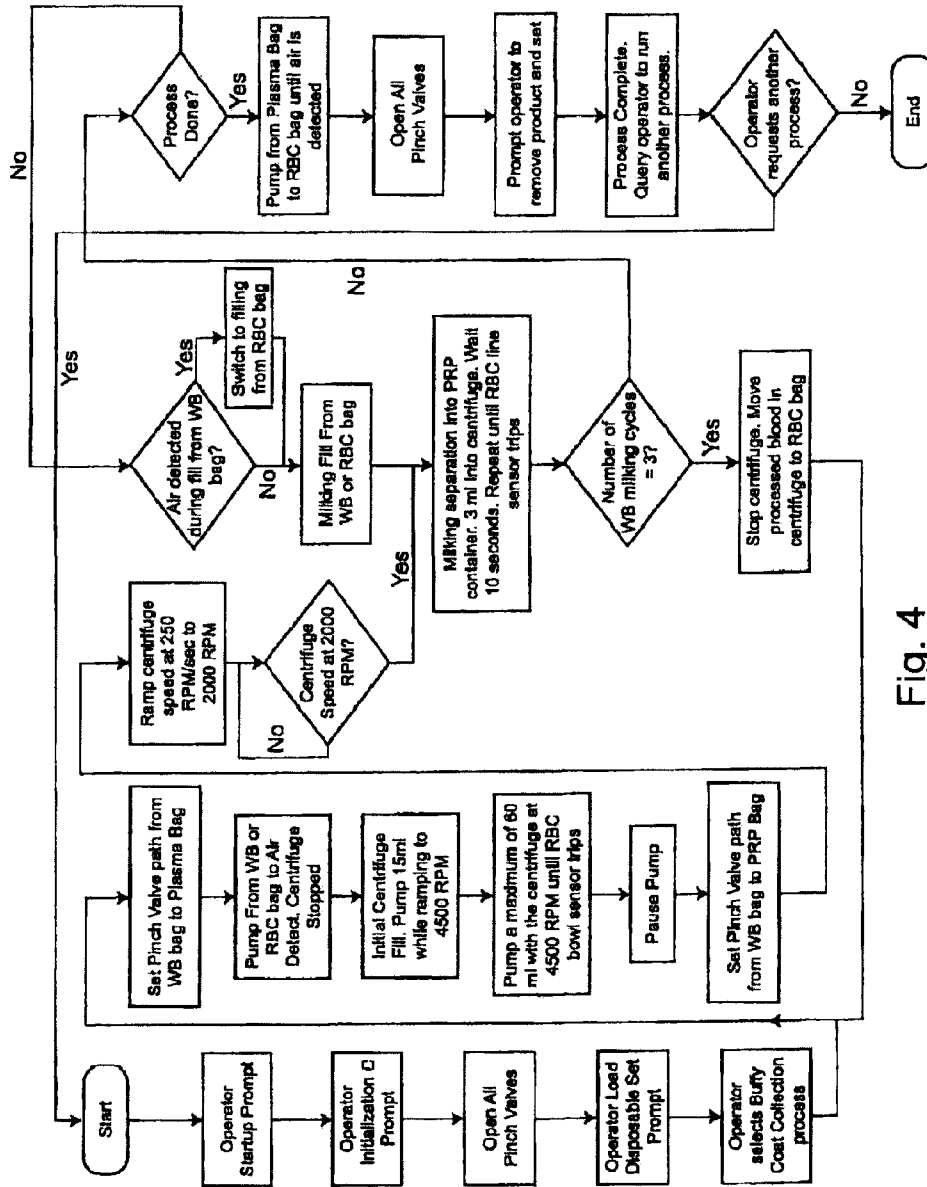 Start
Operator
Startup Prompt
Operator
Initialization C
Prompt
Open All
Pinch Valves
Operator Load
Disposable Set
Prompt
Operator
selects Buffy
Coat Collection
process
Set Pinch Valve path from
WB bag to Plasma Bag
Pump From WB or
RBC bag to Air
Detect. Centrifuge
Stopped
Initial Centrifuge
Fill. Pump 15ml
while ramping to
4500 RPM
Pump a maximum of 60
ml with the centrifuge at
4500 RPM until RBC
bowl sensor trips
Pause Pump
Set Pinch Valve path
from WB bag to PRP Bag
Ramp centrifuge
speed at 250
RPM/sec to
2000 RPM
Centrifuge
Speed at 2000
RPM?
No
Yes
Air detected
during fill from WB
bag?
Yes
No
Switch to filling
from RBC bag
Milking Fill From
WB or RBC bag
Milking separation into PRP
container. 3 ml into centrifuge. Wait
10 seconds. Repeat until RBC line
sensor trips
Number of
WB milking cycles
= 3?
No
Yes
Stop centrifuge. Move
processed blood in
centrifuge to RBC bag
No
Process
Done?
Yes
Pump from Plasma Bag
to RBC bag until air is
detected
Open All
Pinch Valves
Prompt operator to
remove product and set
Process Complete.
Query operator to run
another process.
Operator
requests another
process?
Yes
No
End
Fig. 4